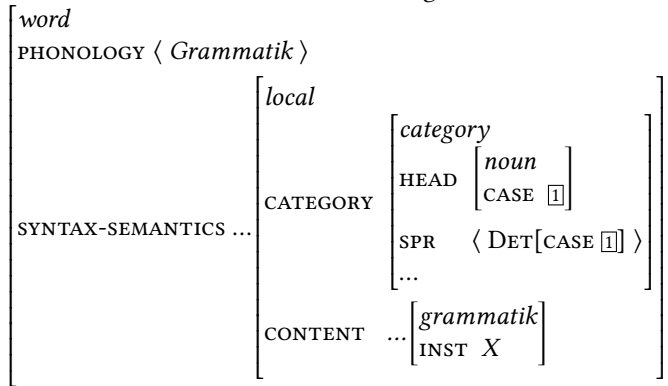 word
PHONOLOGY ⟨ Grammatik ⟩
local
category
HEAD noun
CASE 1
SYNTAX-SEMANTICS ... CATEGORY
SPR ⟨ DET[CASE 1] ⟩
...
CONTENT ... grammatik
INST X